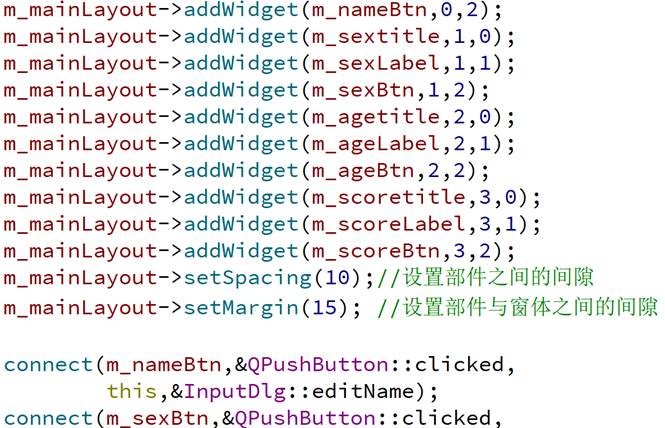 m_mainLayout->addWidget(m_nameBtn,0,2);
m_mainLayout->addWidget(m_sextitle,1,0);
m_mainLayout->addWidget(m_sexLabel,1,1);
m_mainLayout->addWidget(m_sexBtn,1,2);
m_mainLayout->addWidget(m_agetitle,2,0);
m_mainLayout->addWidget(m_ageLabel,2,1);
m_mainLayout->addWidget(m_ageBtn,2,2);
m_mainLayout->addWidget(m_scoretitle,3,0);
m_mainLayout->addWidget(m_scoreLabel,3,1);
m_mainLayout->addWidget(m_scoreBtn,3,2);
m_mainLayout->setSpacing(10);//设置部件之间的间隙
m_mainLayout->setMargin(15); //设置部件与窗体之间的间隙
connect(m_nameBtn,&QPushButton::clicked,
this,&InputDlg::editName);
connect(m_sexBtn,&QPushButton::clicked,